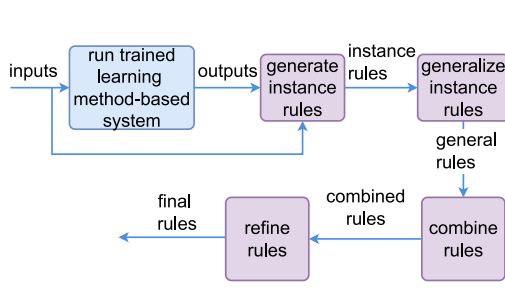 inputs
run trained
learning
method-based
system
outputs
generate
instance
rules
instance
rules
generalize
instance
rules
general
rules
combine
rules
combined
rules
refine
rules
final
rules